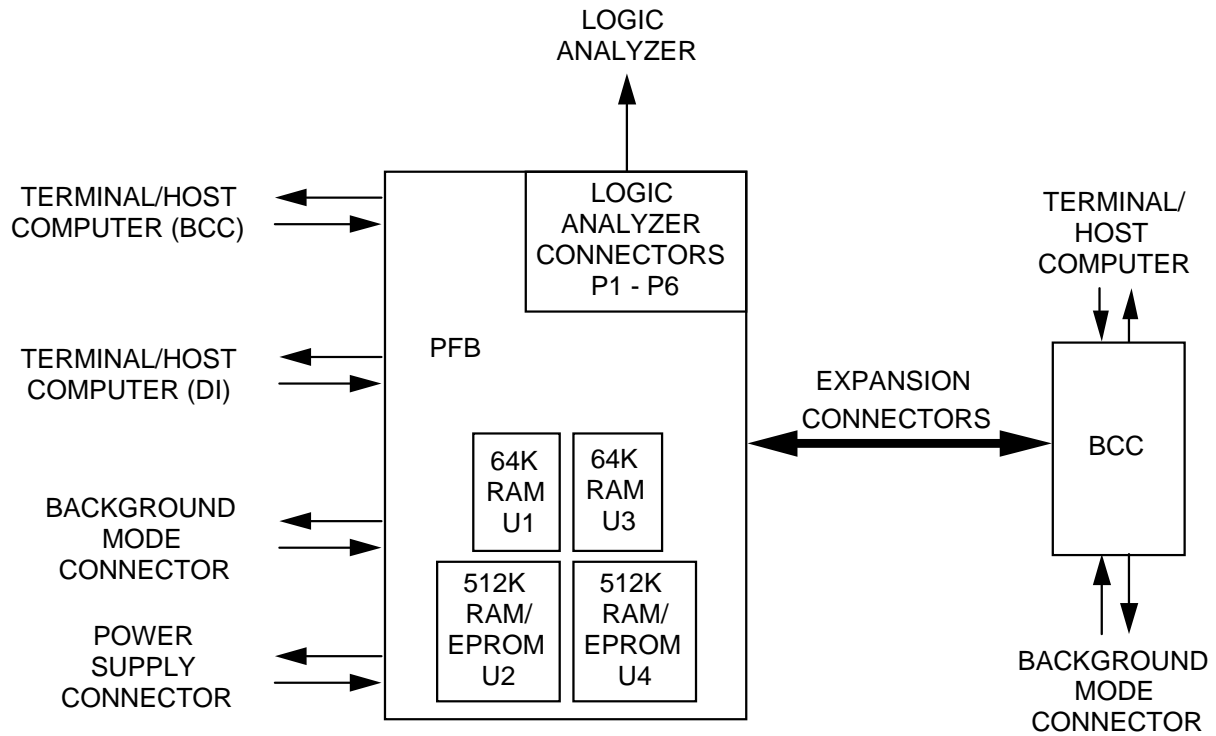 LOGIC
ANALYZER
TERMINAL/HOST
COMPUTER (BCC)
LOGIC
ANALYZER
CONNECTORS
P1 - P6
TERMINAL/
HOST
COMPUTER
TERMINAL/HOST
COMPUTER (DI)
PFB
EXPANSION
CONNECTORS
BCC
64K
RAM
U1
64K
RAM
U3
BACKGROUND
MODE
CONNECTOR
512K
RAM/
EPROM
U2
512K
RAM/
EPROM
U4
POWER
SUPPLY
CONNECTOR
BACKGROUND
MODE
CONNECTOR